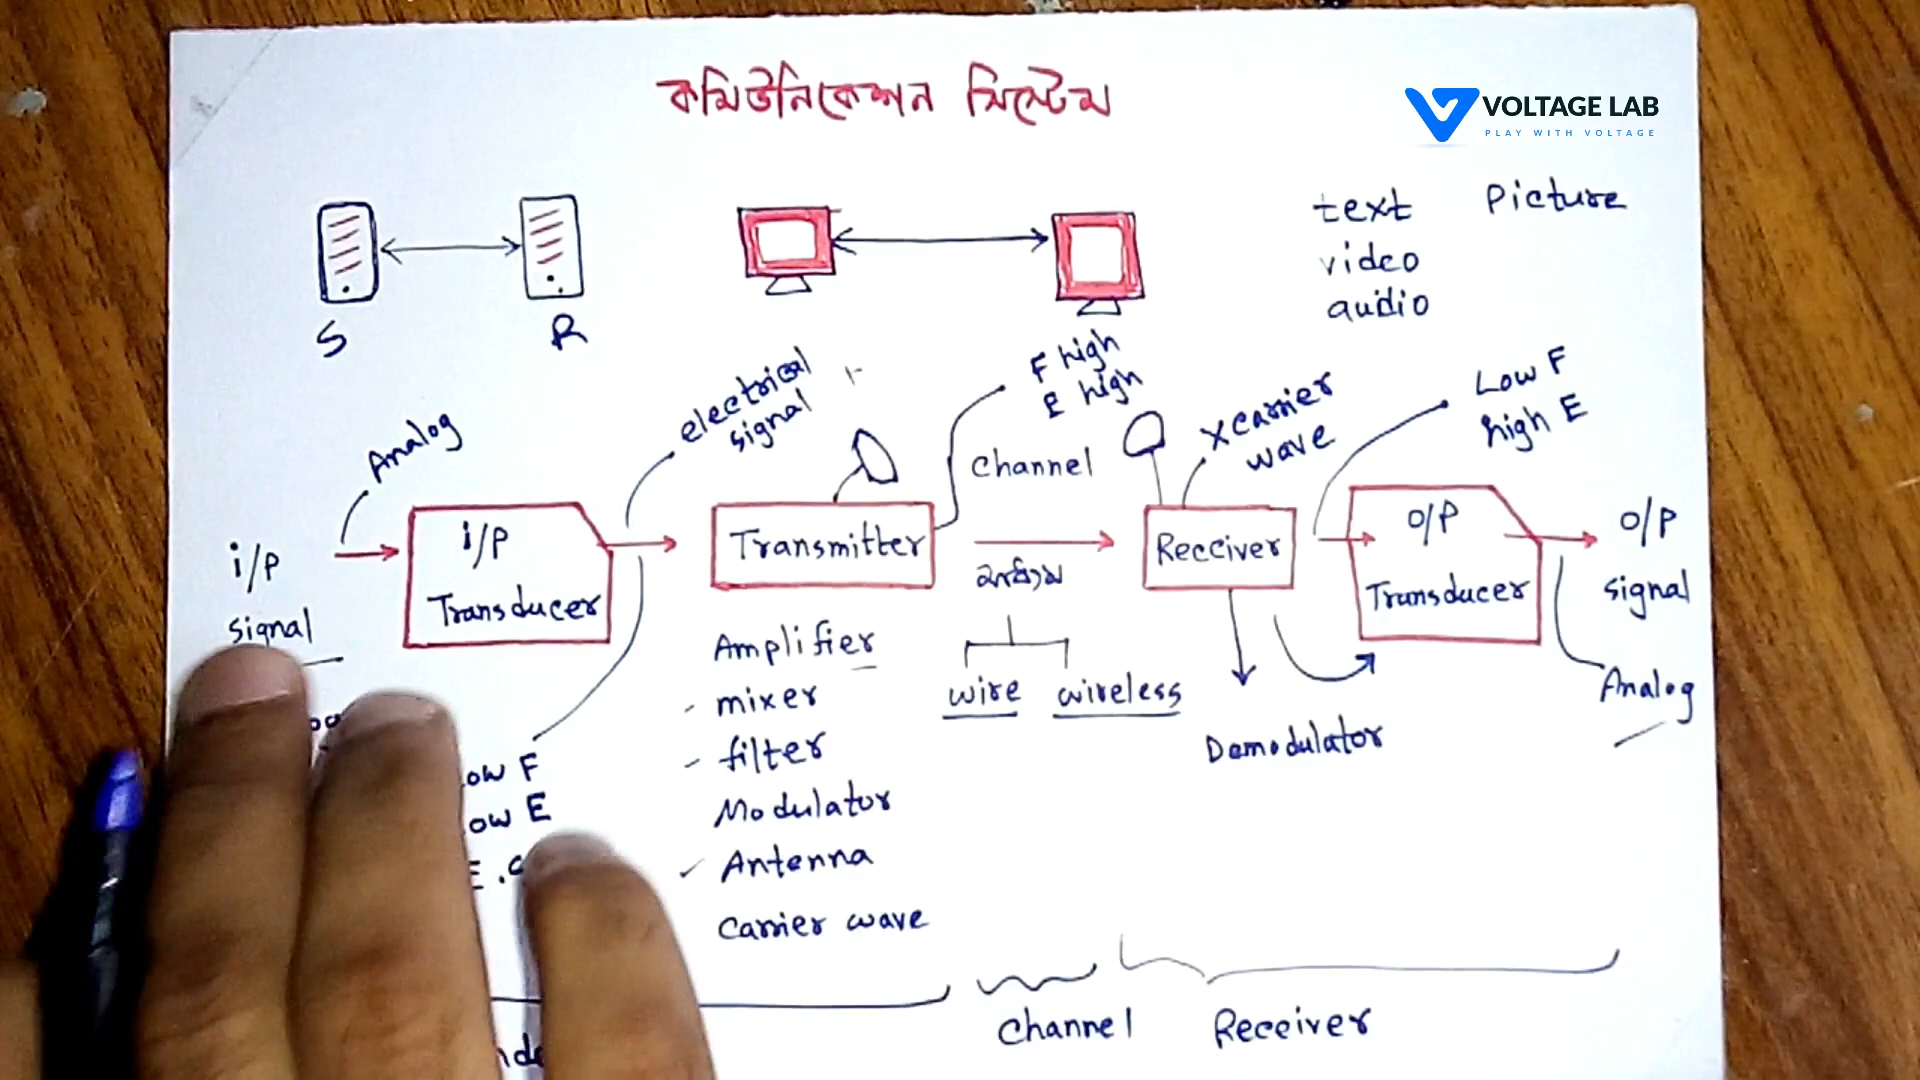 কমিউনিকেশন সিস্টেম
VOLTAGE LAB
PLAY WITH VOLTAGE
text Picture
video
audio
S R
Analog
electrical
signal
F high
E high
Channel
X carrier
wave
Low F
high E
i/P
signal
i/P
Transducer
Transmitter
মাধ্যম
wire wireless
Receiver
O/P
Transducer
O/P
signal
Analog
Demodulator
Amplifier
mixer
filter
Modulator
Antenna
Carrier wave
ow F
ow E
Channel
Receiver